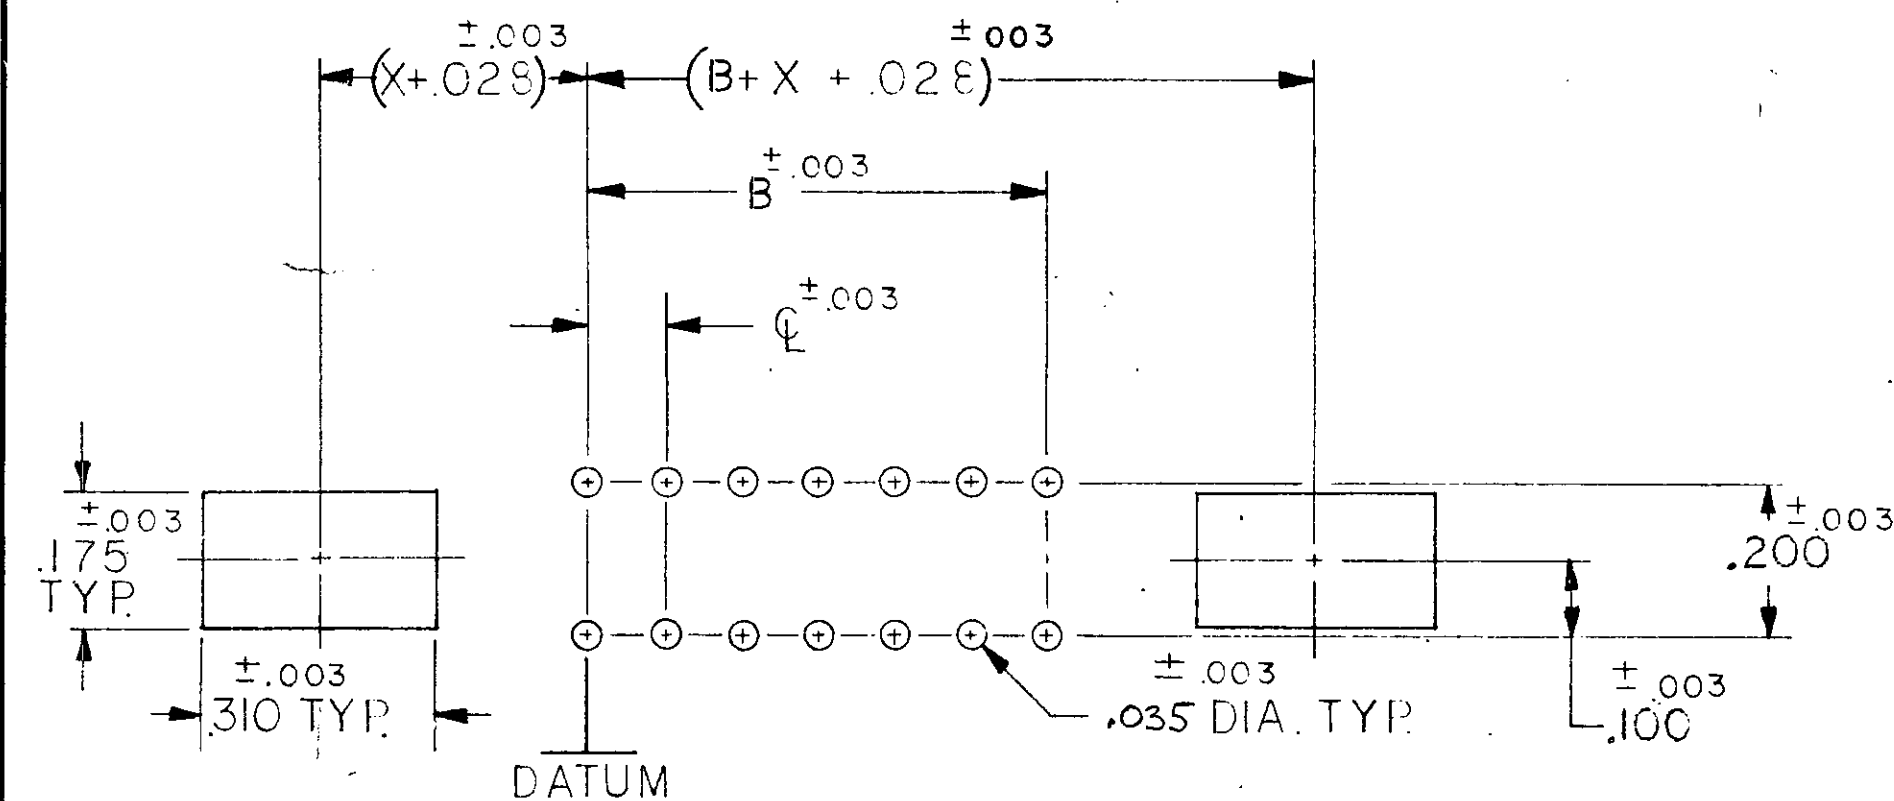 ±.003
(X+.028)
±003
(B+X + .028)
±.003
B
±.003
℄
±.003
.175
TYP.
±.003
.310 TYP.
DATUM
±.003
.035 DIA. TYP.
±.003
.200
±.003
.100